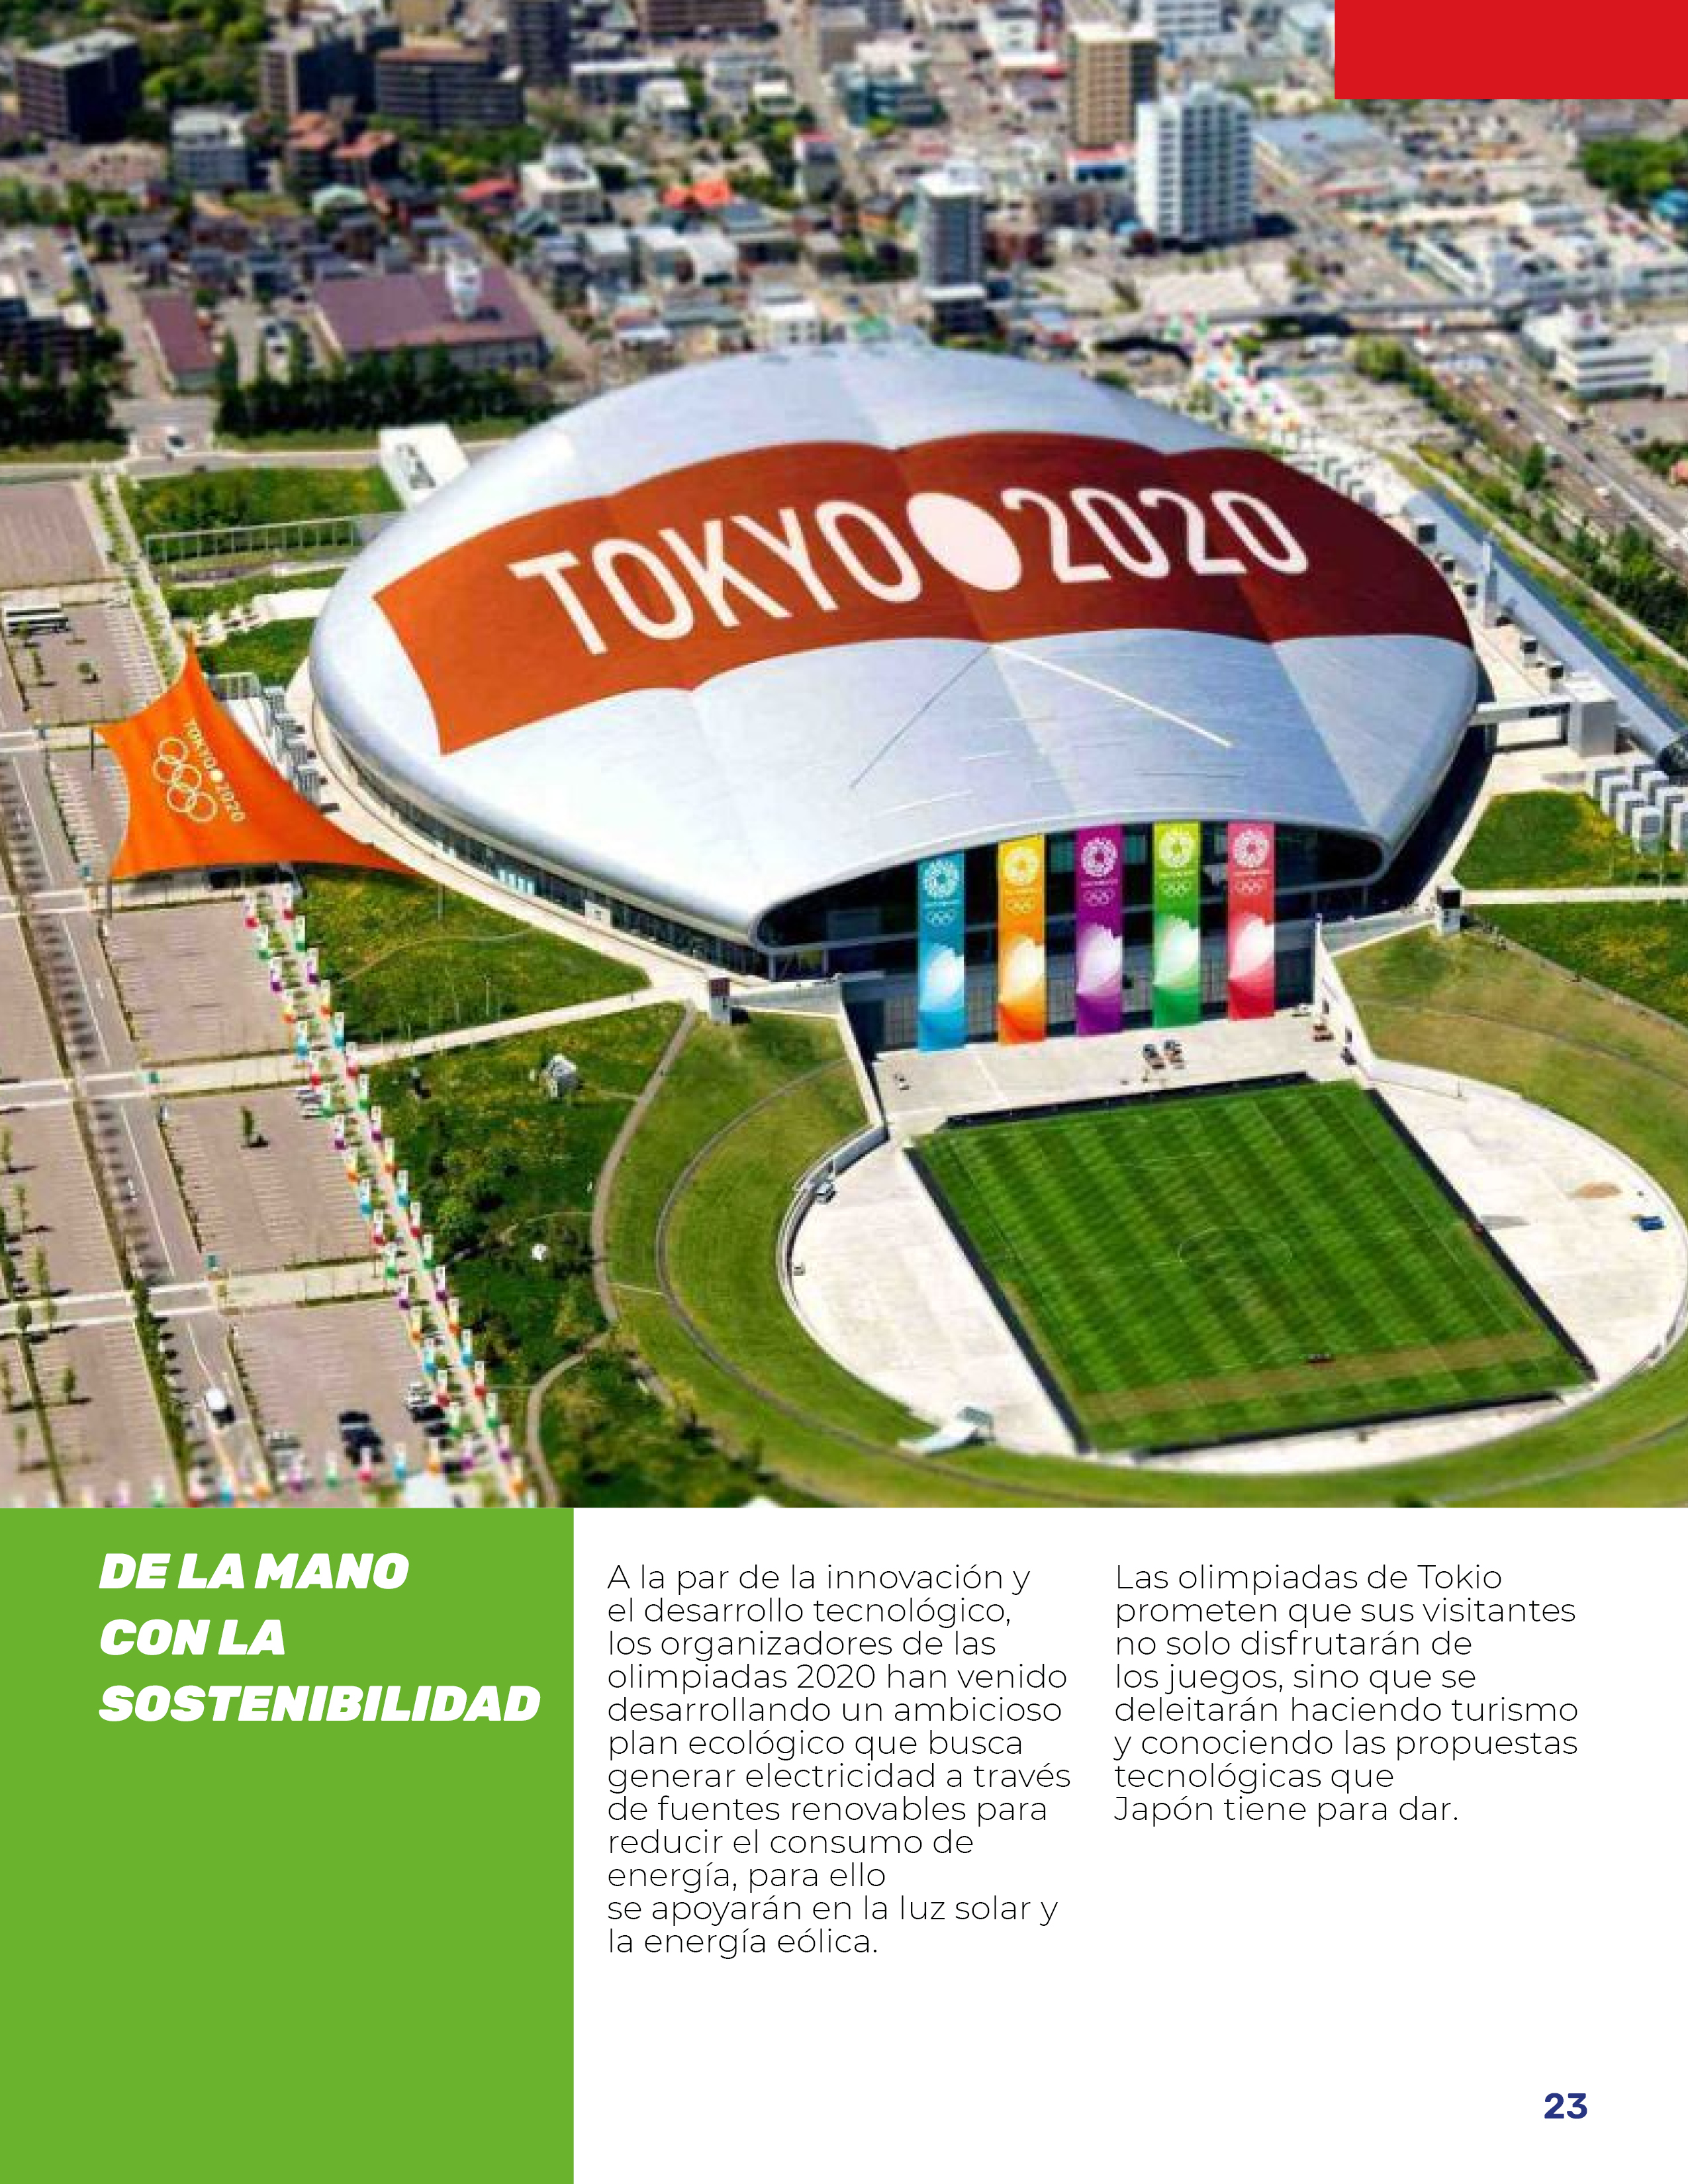 TOKYO 2020
TOKYO 2020
DE LA MANO
CON LA
SOSTENIBILIDAD
A la par de la innovación y
el desarrollo tecnológico,
los organizadores de las
olimpiadas 2020 han venido
desarrollando un ambicioso
plan ecológico que busca
generar electricidad a través
de fuentes renovables para
reducir el consumo de
energía, para ello
se apoyarán en la luz solar y
la energía eólica.
Las olimpiadas de Tokio
prometen que sus visitantes
no solo disfrutarán de
los juegos, sino que se
deleitarán haciendo turismo
y conociendo las propuestas
tecnológicas que
Japón tiene para dar.
23